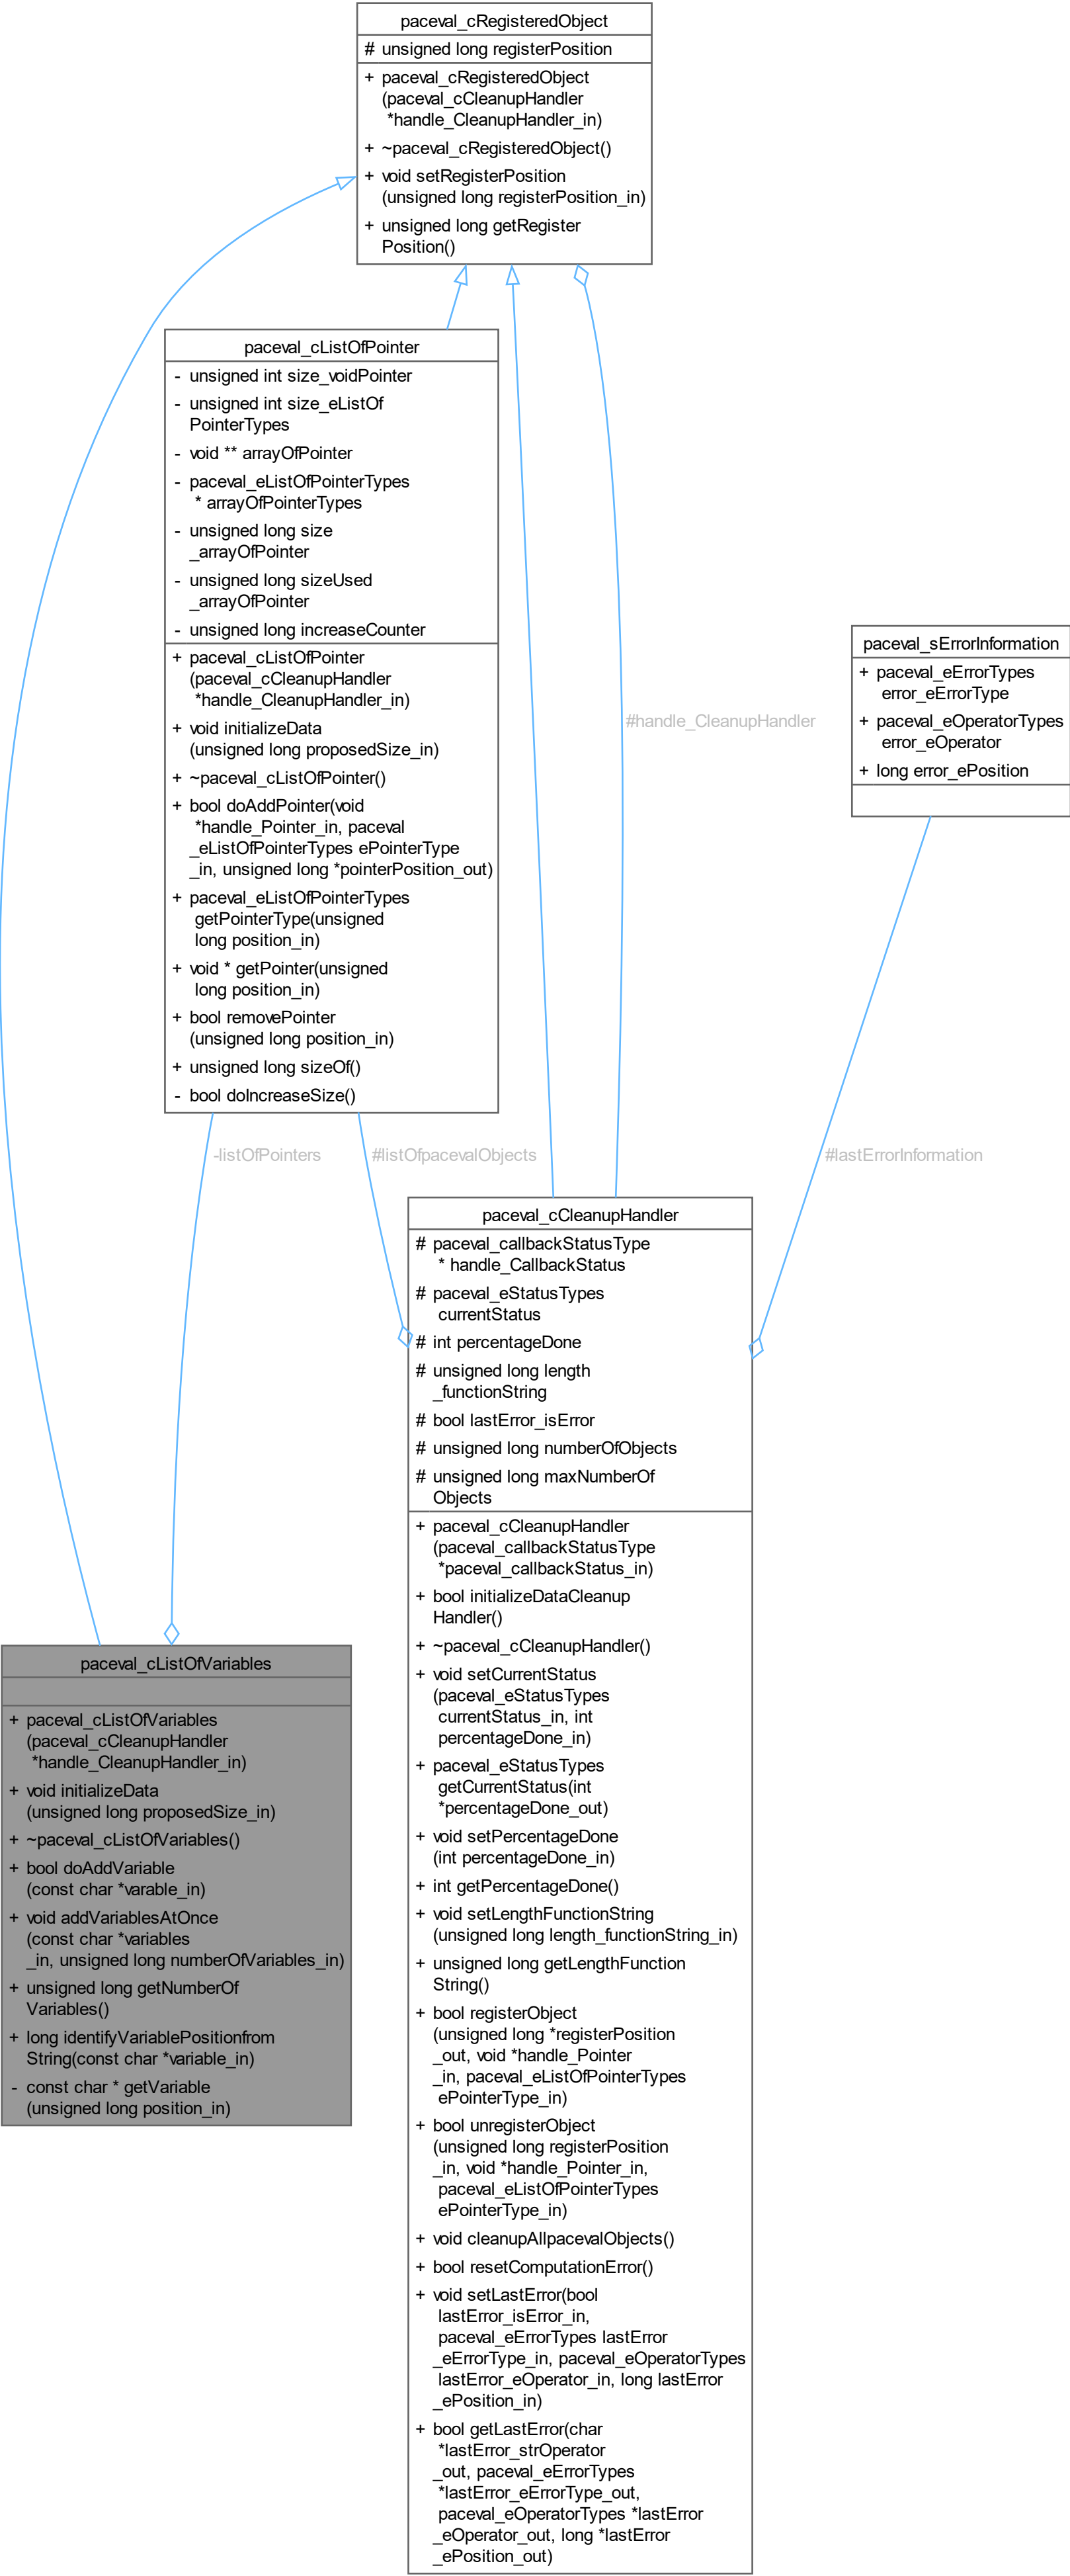 paceval_cRegisteredObject
# unsigned long registerPosition
+ paceval_cRegisteredObject
(paceval_cCleanupHandler
*handle_CleanupHandler_in)
+ ~paceval_cRegisteredObject()
+ void setRegisterPosition
(unsigned long registerPosition_in)
+ unsigned long getRegister
Position()
paceval_cListOfPointer
- unsigned int size_voidPointer
- unsigned int size_eListOf
PointerTypes
- void ** arrayOfPointer
- paceval_eListOfPointerTypes
* arrayOfPointerTypes
- unsigned long size
_arrayOfPointer
- unsigned long sizeUsed
_arrayOfPointer
- unsigned long increaseCounter
+ paceval_cListOfPointer
(paceval_cCleanupHandler
*handle_CleanupHandler_in)
+ void initializeData
(unsigned long proposedSize_in)
+ ~paceval_cListOfPointer()
+ bool doAddPointer(void
*handle_Pointer_in, paceval
_eListOfPointerTypes ePointerType
_in, unsigned long *pointerPosition_out)
+ paceval_eListOfPointerTypes
getPointerType(unsigned
long position_in)
+ void * getPointer(unsigned
long position_in)
+ bool removePointer
(unsigned long position_in)
+ unsigned long sizeOf()
- bool doIncreaseSize()
paceval_sErrorInformation
+ paceval_eErrorTypes
error_eErrorType
+ paceval_eOperatorTypes
error_eOperator
+ long error_ePosition
#handle_CleanupHandler
-listOfPointers
#listOfpacevalObjects
#lastErrorInformation
paceval_cCleanupHandler
# paceval_callbackStatusType
* handle_CallbackStatus
# paceval_eStatusTypes
currentStatus
# int percentageDone
# unsigned long length
_functionString
# bool lastError_isError
# unsigned long numberOfObjects
# unsigned long maxNumberOf
Objects
+ paceval_cCleanupHandler
(paceval_callbackStatusType
*paceval_callbackStatus_in)
+ bool initializeDataCleanup
Handler()
+ ~paceval_cCleanupHandler()
+ void setCurrentStatus
(paceval_eStatusTypes
currentStatus_in, int
percentageDone_in)
+ paceval_eStatusTypes
getCurrentStatus(int
*percentageDone_out)
+ void setPercentageDone
(int percentageDone_in)
+ int getPercentageDone()
+ void setLengthFunctionString
(unsigned long length_functionString_in)
+ unsigned long getLengthFunction
String()
+ bool registerObject
(unsigned long *registerPosition
_out, void *handle_Pointer
_in, paceval_eListOfPointerTypes
ePointerType_in)
+ bool unregisterObject
(unsigned long registerPosition
_in, void *handle_Pointer_in,
paceval_eListOfPointerTypes
ePointerType_in)
+ void cleanupAllpacevalObjects()
+ bool resetComputationError()
+ void setLastError(bool
lastError_isError_in,
paceval_eErrorTypes lastError
_eErrorType_in, paceval_eOperatorTypes
lastError_eOperator_in, long lastError
_ePosition_in)
+ bool getLastError(char
*lastError_strOperator
_out, paceval_eErrorTypes
*lastError_eErrorType_out,
paceval_eOperatorTypes *lastError
_eOperator_out, long *lastError
_ePosition_out)
paceval_cListOfVariables
+ paceval_cListOfVariables
(paceval_cCleanupHandler
*handle_CleanupHandler_in)
+ void initializeData
(unsigned long proposedSize_in)
+ ~paceval_cListOfVariables()
+ bool doAddVariable
(const char *varable_in)
+ void addVariablesAtOnce
(const char *variables
_in, unsigned long numberOfVariables_in)
+ unsigned long getNumberOf
Variables()
+ long identifyVariablePositionfrom
String(const char *variable_in)
- const char * getVariable
(unsigned long position_in)